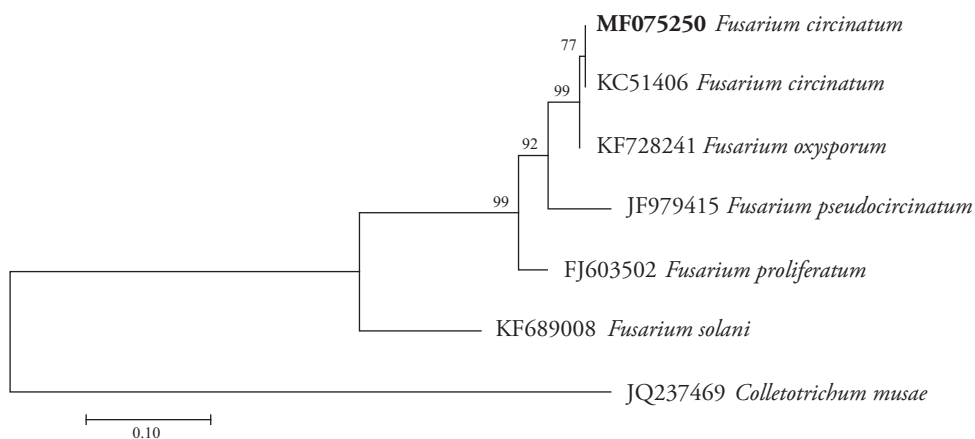 MF075250 Fusarium circinatum
77
KC51406 Fusarium circinatum
99
KF728241 Fusarium oxysporum
92
JF979415 Fusarium pseudocircinatum
99
FJ603502 Fusarium proliferatum
KF689008 Fusarium solani
JQ237469 Colletotrichum musae
0.10